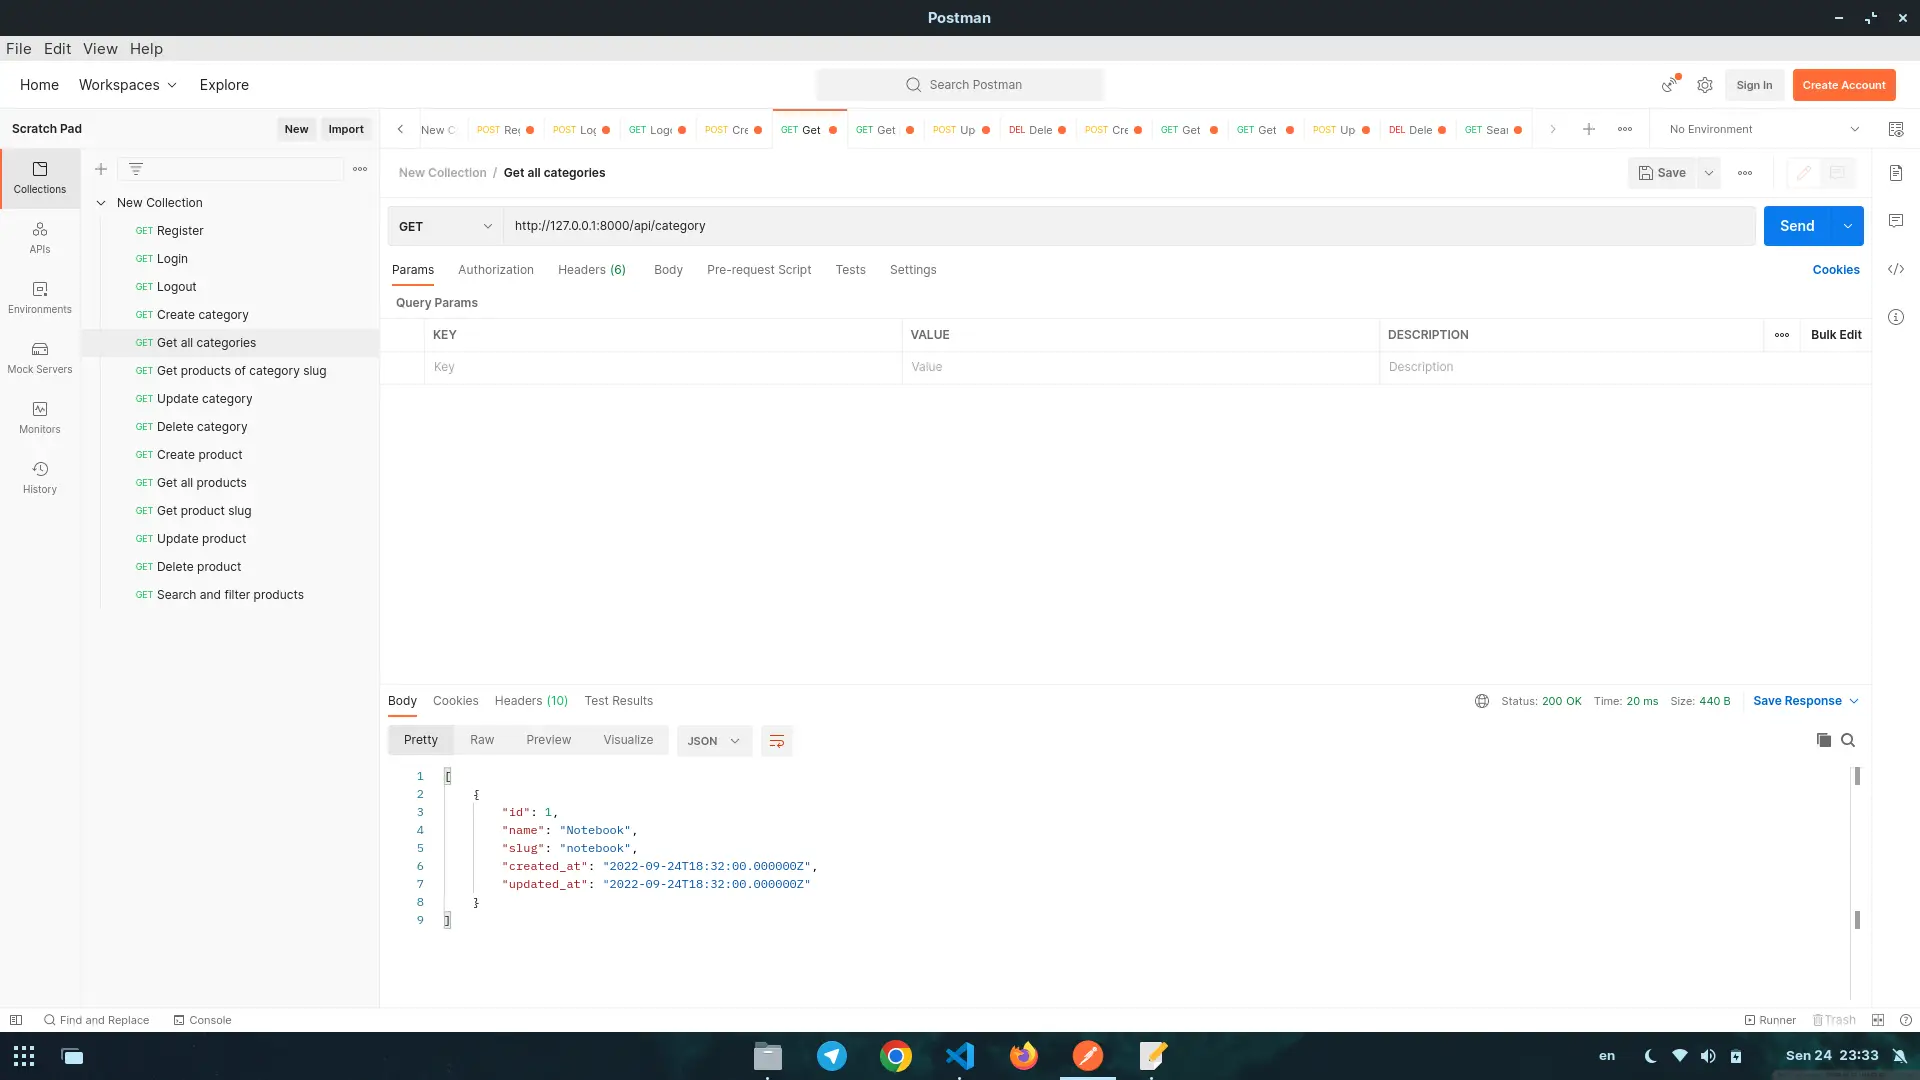 Postman
File Edit View Help
Home Workspaces Explore
Search Postman
Sign In
Create Account
Scratch Pad
New
Import
New C
POST Reg
POST Log
GET Logo
POST Cre
GET Get
GET Get
POST Up
DEL Dele
POST Cre
GET Get
GET Get
POST Up
DEL Dele
GET Sear
No Environment
Collections
APIs
Environments
Mock Servers
Monitors
History
New Collection
GET Register
GET Login
GET Logout
GET Create category
GET Get all categories
GET Get products of category slug
GET Update category
GET Delete category
GET Create product
GET Get all products
GET Get product slug
GET Update product
GET Delete product
GET Search and filter products
New Collection / Get all categories
Save
GET
http://127.0.0.1:8000/api/category
Send
Params Authorization Headers (6) Body Pre-request Script Tests Settings
Cookies
Query Params
KEY VALUE DESCRIPTION
Bulk Edit
Key Value Description
Body Cookies Headers (10) Test Results
Status: 200 OK Time: 20 ms Size: 440 B
Save Response
Pretty Raw Preview Visualize
JSON
1 [
2 {
3 "id": 1,
4 "name": "Notebook",
5 "slug": "notebook",
6 "created_at": "2022-09-24T18:32:00.000000Z",
7 "updated_at": "2022-09-24T18:32:00.000000Z"
8 }
9 ]
Find and Replace
Console
Runner
Trash
en
Sen 24 23:33